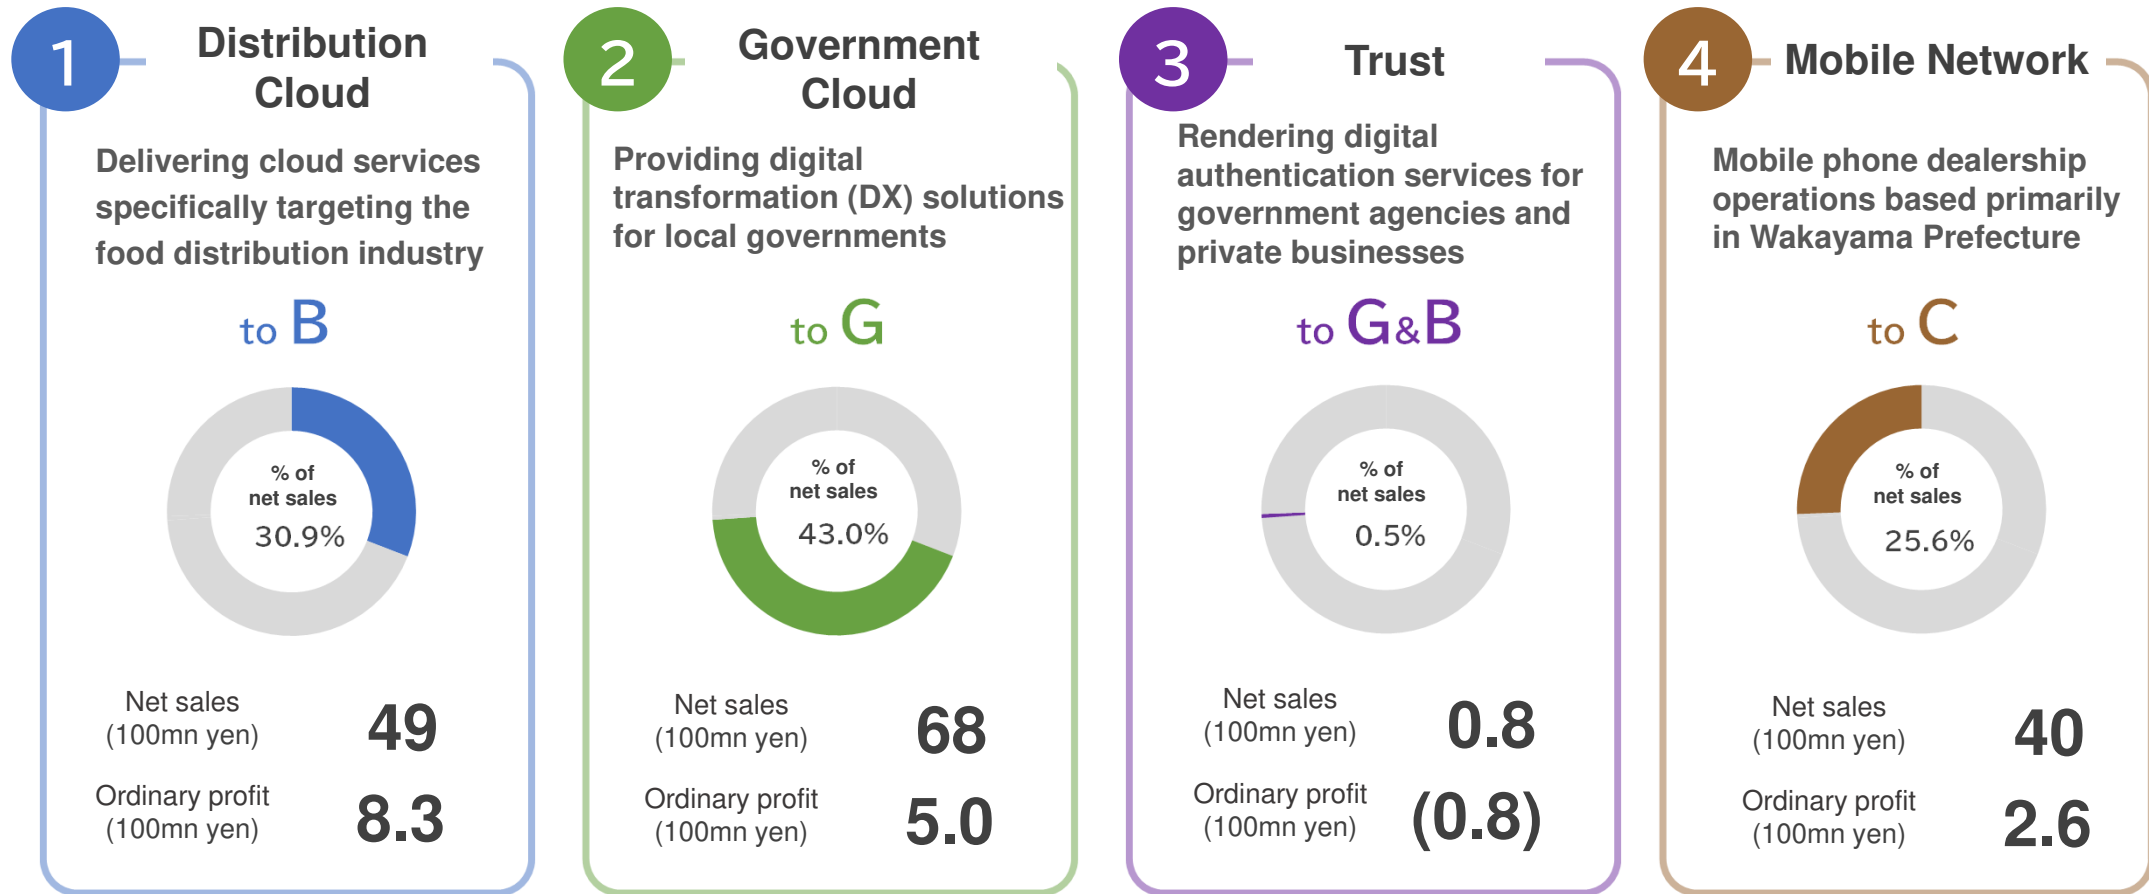 1
Distribution
Cloud
Delivering cloud services
specifically targeting the
food distribution industry
to B
% of
net sales
30.9%
Net sales
(100mn yen)
49
Ordinary profit
(100mn yen)
8.3
2
Government
Cloud
Providing digital
transformation (DX) solutions
for local governments
to G
% of
net sales
43.0%
Net sales
(100mn yen)
68
Ordinary profit
(100mn yen)
5.0
3
Trust
Rendering digital
authentication services for
government agencies and
private businesses
to G&B
% of
net sales
0.5%
Net sales
(100mn yen)
0.8
Ordinary profit
(100mn yen)
(0.8)
4
Mobile Network
Mobile phone dealership
operations based primarily
in Wakayama Prefecture
to C
% of
net sales
25.6%
Net sales
(100mn yen)
40
Ordinary profit
(100mn yen)
2.6